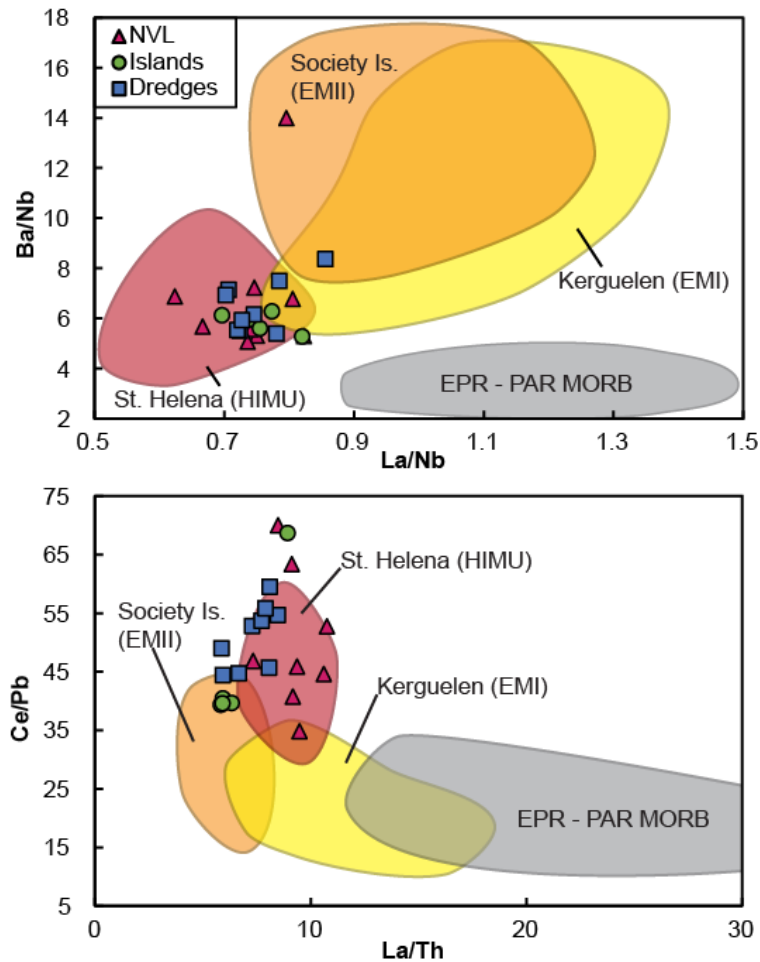 18
16
14
12
10
8
6
4
2
Ba/Nb
NVL
Islands
Dredges
Society Is.
(EMII)
Kerguelen (EMI)
EPR - PAR MORB
St. Helena (HIMU)
0.5 0.7 0.9 1.1 1.3 1.5
La/Nb
75
65
55
45
35
25
15
5
Ce/Pb
St. Helena (HIMU)
Society Is.
(EMII)
Kerguelen (EMI)
EPR - PAR MORB
0 10 20 30
La/Th